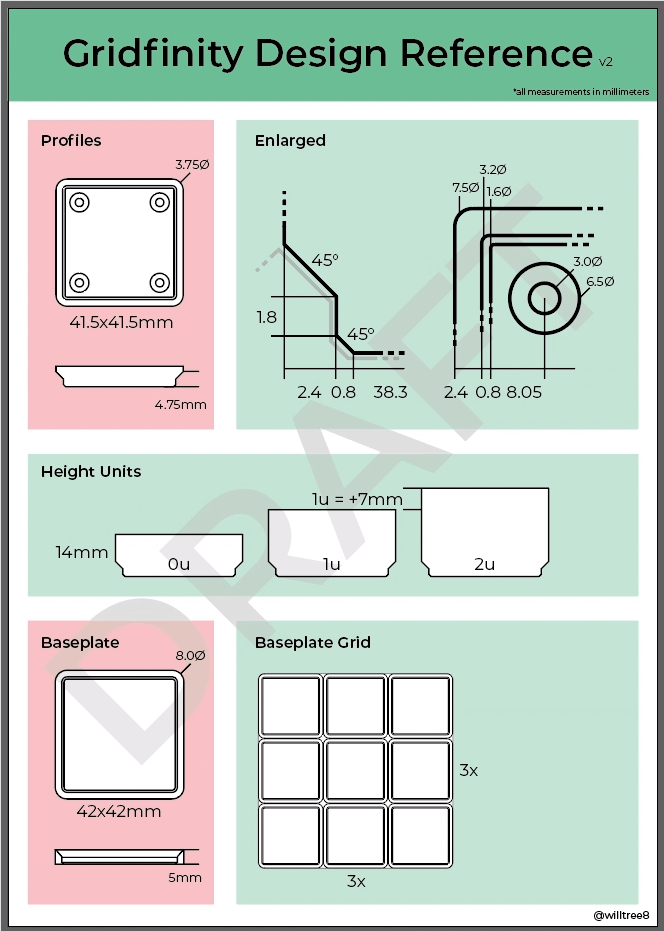 Gridfinity Design Reference v2
*all measurements in millimeters
Profiles
3.75Ø
41.5x41.5mm
4.75mm
Enlarged
45°
1.8
45°
2.4 0.8 38.3
3.2Ø
7.5Ø 1.6Ø
3.0Ø
6.5Ø
2.4 0.8 8.05
Height Units
1u = +7mm
14mm
0u
1u
2u
Baseplate
8.0Ø
42x42mm
5mm
Baseplate Grid
3x
3x
@willtree8
DRAFT